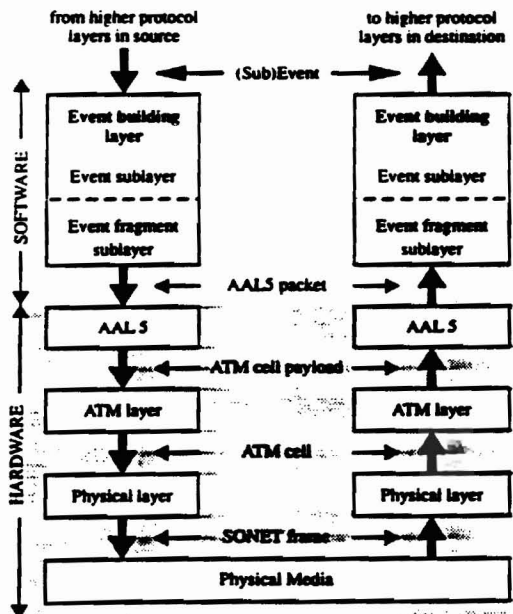 from higher protocol
layers in source
to higher protocol
layers in destination
(Sub)Event
SOFTWARE
Event building
layer
Event sublayer
Event fragment
sublayer
Event building
layer
Event sublayer
Event fragment
sublayer
AAL5 packet
HARDWARE
AAL 5
AAL 5
ATM cell payload
ATM layer
ATM layer
ATM cell
Physical layer
Physical layer
SONET frame
Physical Media